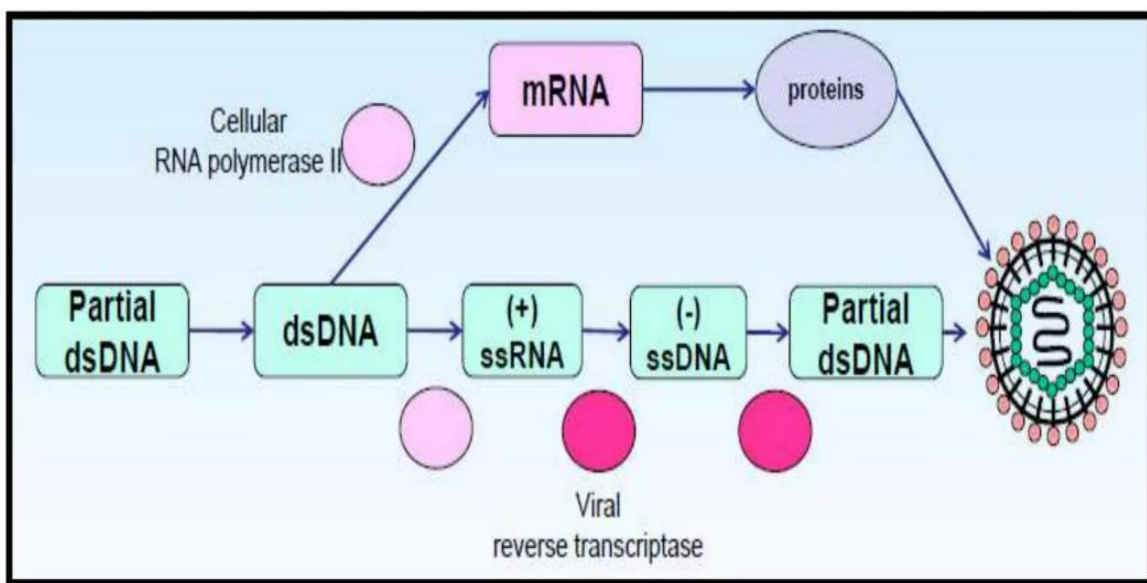 mRNA
proteins
Cellular
RNA polymerase II
Partial
dsDNA
dsDNA
(+)
ssRNA
(-)
ssDNA
Partial
dsDNA
Viral
reverse transcriptase